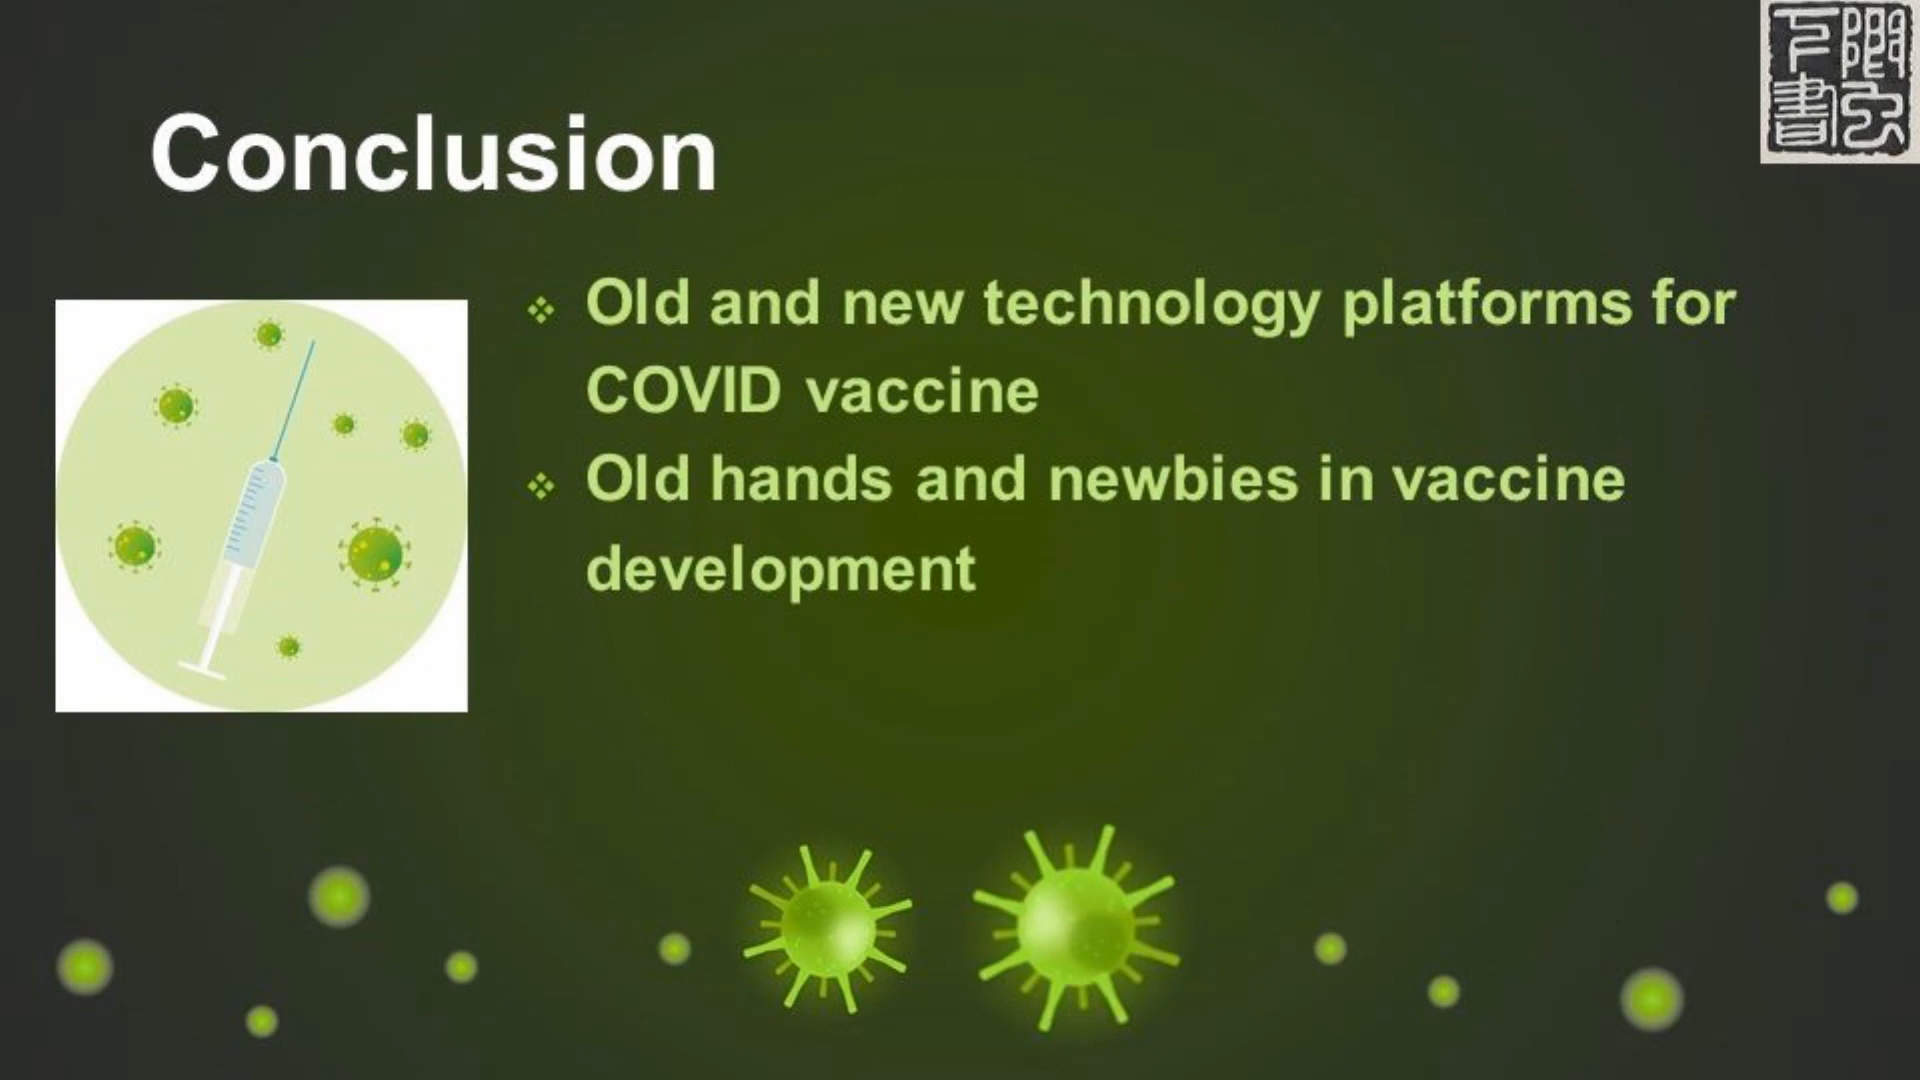 Conclusion
❖ Old and new technology platforms for
COVID vaccine
❖ Old hands and newbies in vaccine
development